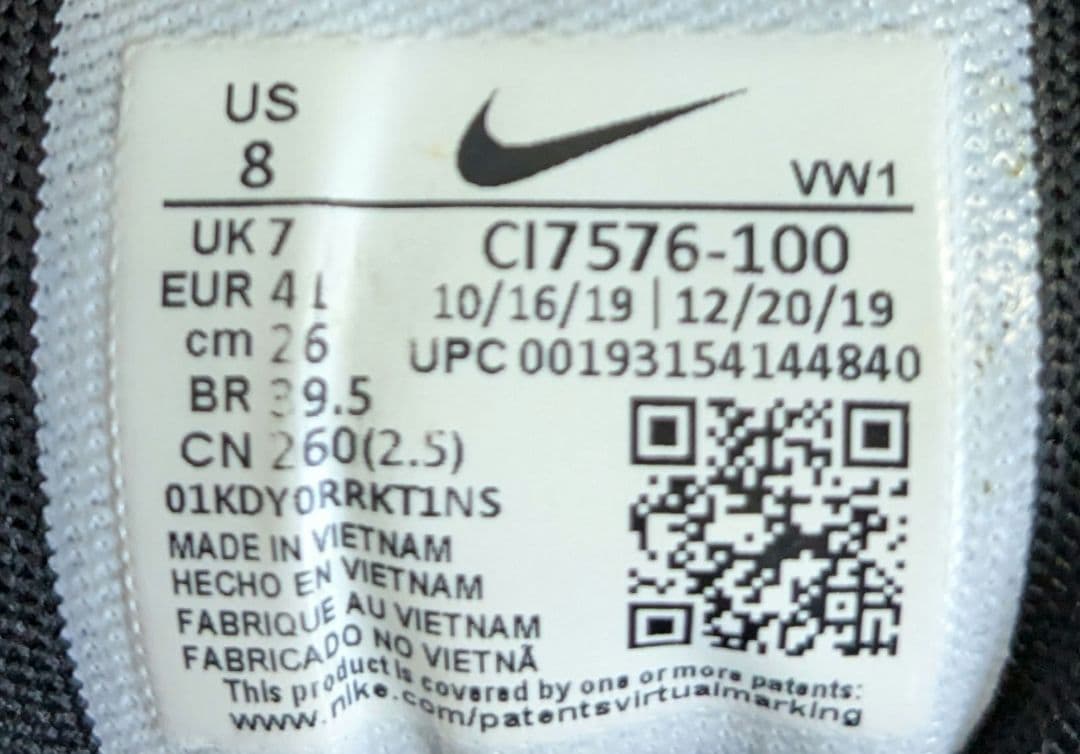 US
8
VW1
UK 7
EUR 41
cm 26
BR 39.5
CN 260(2.5)
CI7576-100
10/16/19 | 12/20/19
UPC 00193154144840
01KDY0RRKT1NS
MADE IN VIETNAM
HECHO EN VIETNAM
FABRIQUE AU VIETNAM
FABRICADO NO VIETNÃ
This product is covered by one or more patents:
www.nike.com/patentsvirtualmarking